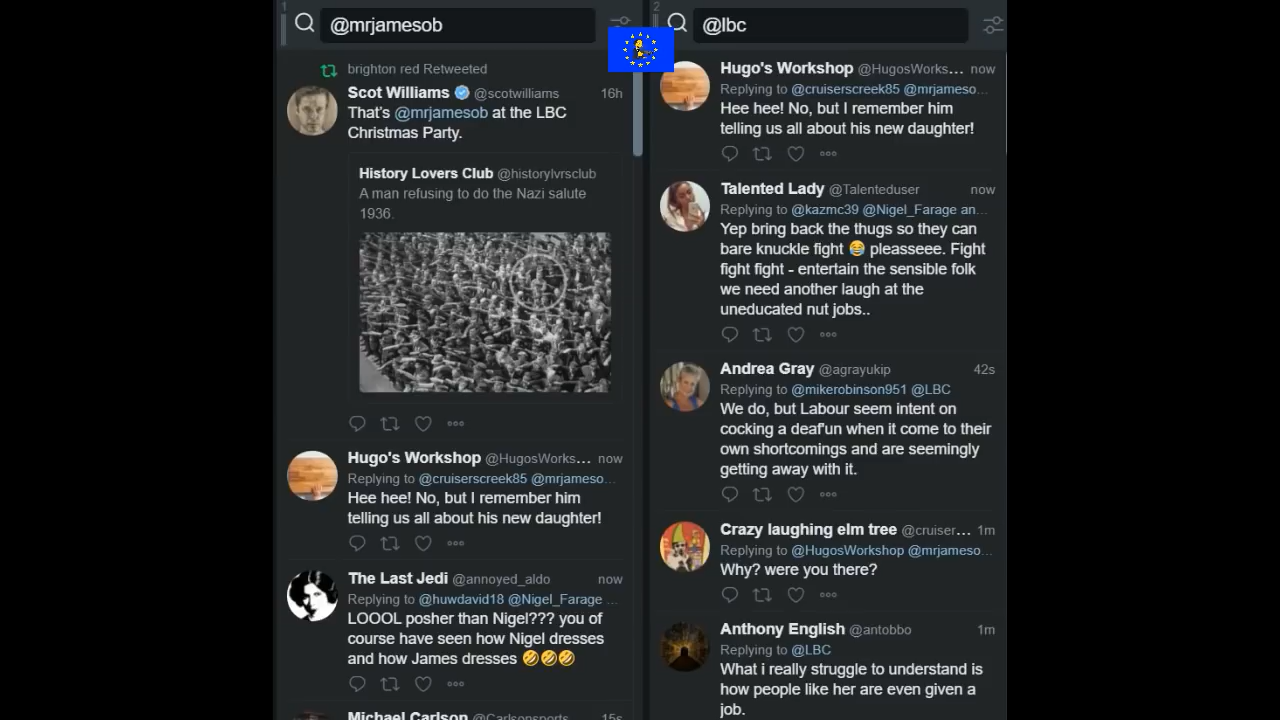 1
@mrjamesob
brighton red Retweeted
Scot Williams @scotwilliams 16h
That's @mrjamesob at the LBC
Christmas Party.
History Lovers Club @historylvrsclub
A man refusing to do the Nazi salute
1936.
Hugo's Workshop @HugosWorks... now
Replying to @cruiserscreek85 @mrjameso...
Hee hee! No, but I remember him
telling us all about his new daughter!
The Last Jedi @annoyed_aldo now
Replying to @huwdavid18 @Nigel_Farage ...
LOOOL posher than Nigel??? you of
course have seen how Nigel dresses
and how James dresses 🤣🤣🤣
Michael Carlson @Carlsonsports 15s
2
@lbc
Hugo's Workshop @HugosWorks... now
Replying to @cruiserscreek85 @mrjameso...
Hee hee! No, but I remember him
telling us all about his new daughter!
Talented Lady @Talenteduser now
Replying to @kazmc39 @Nigel_Farage an...
Yep bring back the thugs so they can
bare knuckle fight 😂 pleasseee. Fight
fight fight - entertain the sensible folk
we need another laugh at the
uneducated nut jobs..
Andrea Gray @agrayukip 42s
Replying to @mikerobinson951 @LBC
We do, but Labour seem intent on
cocking a deaf'un when it come to their
own shortcomings and are seemingly
getting away with it.
Crazy laughing elm tree @cruiser... 1m
Replying to @HugosWorkshop @mrjameso...
Why? were you there?
Anthony English @antobbo 1m
Replying to @LBC
What i really struggle to understand is
how people like her are even given a
job.